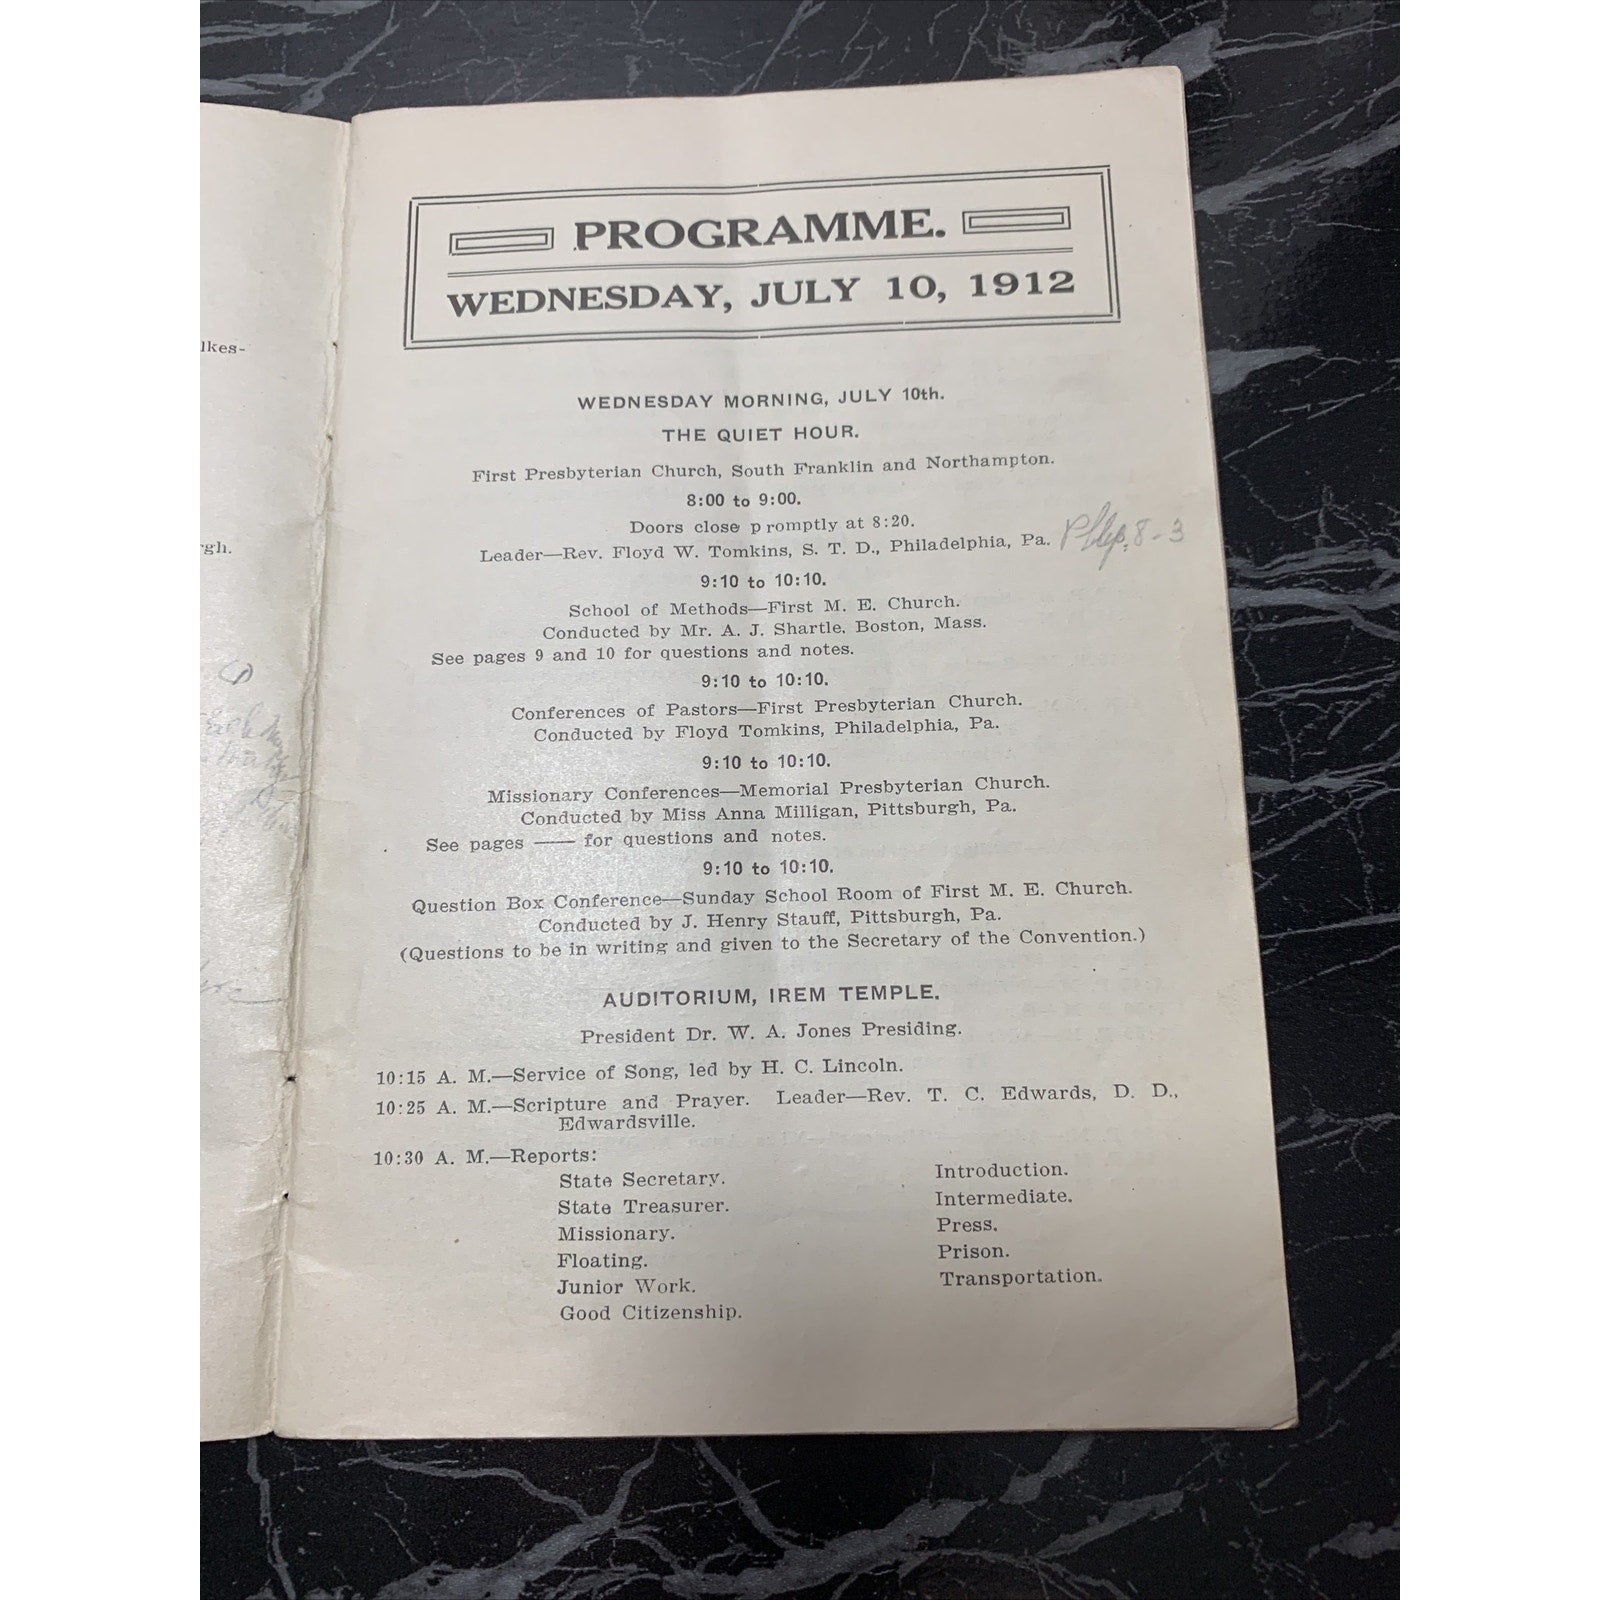 lkes-
rgh.
PROGRAMME.
WEDNESDAY, JULY 10, 1912
WEDNESDAY MORNING, JULY 10th.
THE QUIET HOUR.
First Presbyterian Church, South Franklin and Northampton.
8:00 to 9:00.
Doors close promptly at 8:20.
Leader—Rev. Floyd W. Tomkins, S. T. D., Philadelphia, Pa. 8-3
9:10 to 10:10.
School of Methods—First M. E. Church.
Conducted by Mr. A. J. Shartle. Boston, Mass.
See pages 9 and 10 for questions and notes.
9:10 to 10:10.
Conferences of Pastors—First Presbyterian Church.
Conducted by Floyd Tomkins, Philadelphia, Pa.
9:10 to 10:10.
Missionary Conferences—Memorial Presbyterian Church.
Conducted by Miss Anna Milligan, Pittsburgh, Pa.
See pages —— for questions and notes.
9:10 to 10:10.
Question Box Conference—Sunday School Room of First M. E. Church.
Conducted by J. Henry Stauff, Pittsburgh, Pa.
(Questions to be in writing and given to the Secretary of the Convention.)
AUDITORIUM, IREM TEMPLE.
President Dr. W. A. Jones Presiding.
10:15 A. M.—Service of Song, led by H. C. Lincoln.
10:25 A. M.—Scripture and Prayer. Leader—Rev. T. C. Edwards, D. D.,
Edwardsville.
10:30 A. M.—Reports:
State Secretary.
State Treasurer.
Missionary.
Floating.
Junior Work.
Good Citizenship.
Introduction.
Intermediate.
Press.
Prison.
Transportation.